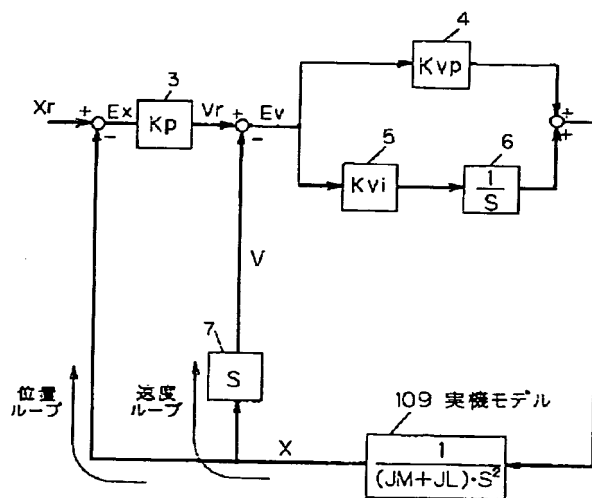 4
Kvp
3
Xr
+
Ex
Kp
Vr
+
Ev
-
-
+
+
5
Kvi
6
1
S
V
7
S
位置
ループ
速度
ループ
109 実機モデル
X
1
(JM+JL)·S²